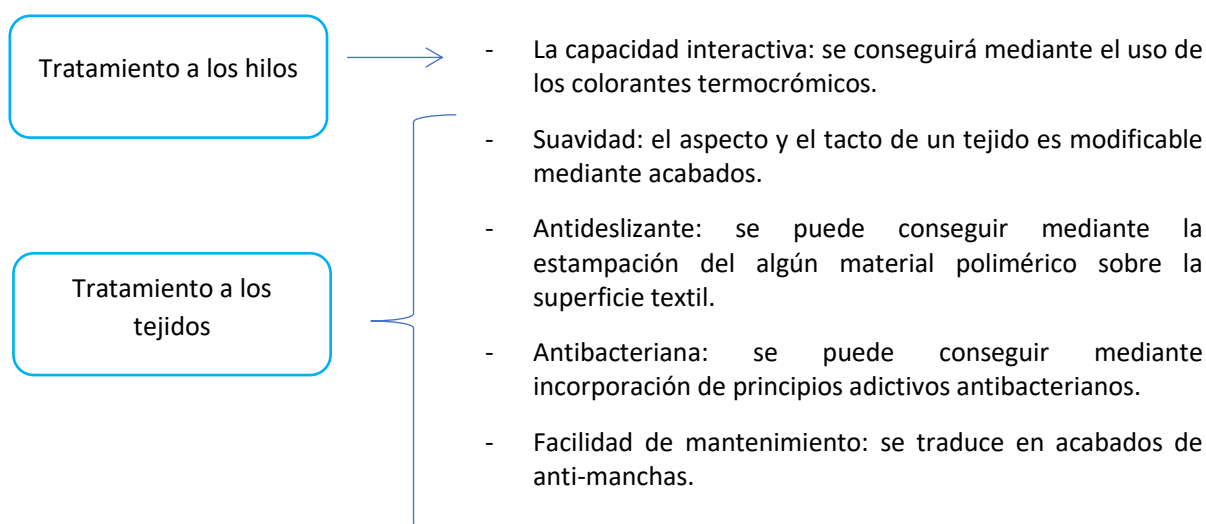 Tratamiento a los hilos
- La capacidad interactiva: se conseguirá mediante el uso de
los colorantes termocrómicos.
- Suavidad: el aspecto y el tacto de un tejido es modificable
mediante acabados.
- Antideslizante: se puede conseguir mediante la
estampación del algún material polimérico sobre la
superficie textil.
Tratamiento a los
tejidos
- Antibacteriana: se puede conseguir mediante
incorporación de principios adictivos antibacterianos.
- Facilidad de mantenimiento: se traduce en acabados de
anti-manchas.